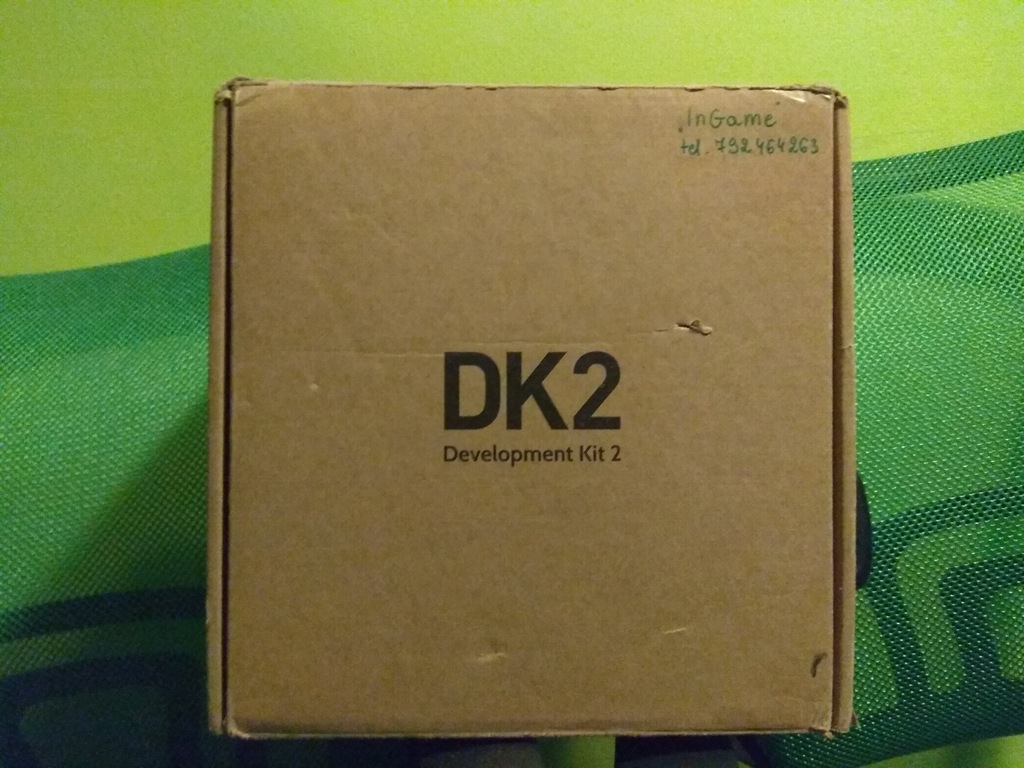 „InGame"
tel. 792464263
DK2
Development Kit 2